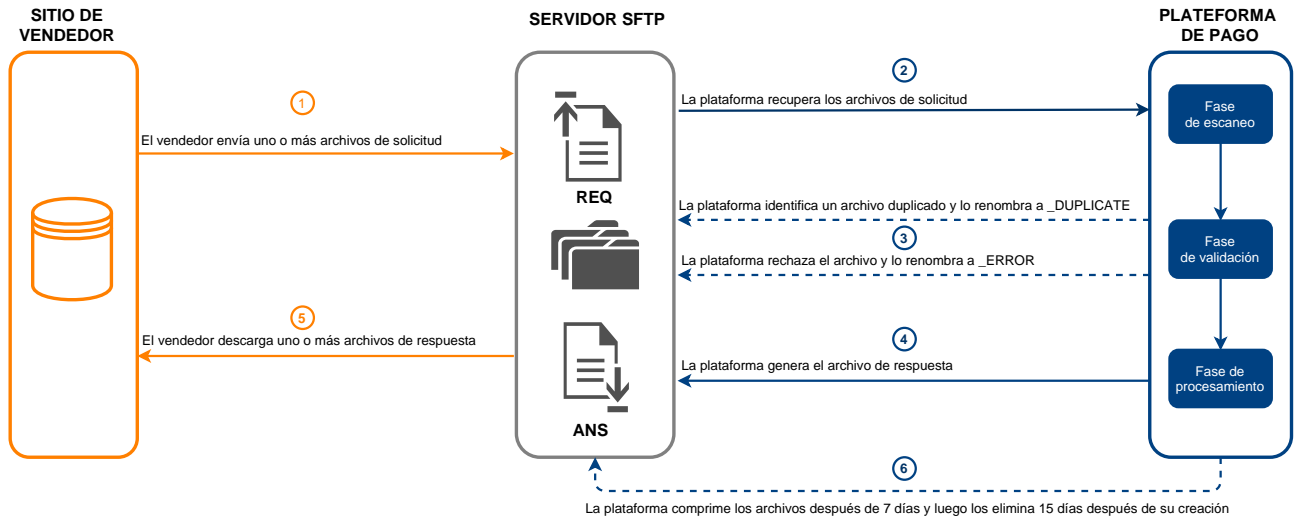 SITIO DE
VENDEDOR
SERVIDOR SFTP
PLATEFORMA
DE PAGO
1
El vendedor envía uno o más archivos de solicitud
2
La plataforma recupera los archivos de solicitud
Fase
de escaneo
REQ
La plataforma identifica un archivo duplicado y lo renombra a _DUPLICATE
3
La plataforma rechaza el archivo y lo renombra a _ERROR
Fase
de validación
5
El vendedor descarga uno o más archivos de respuesta
4
La plataforma genera el archivo de respuesta
Fase de
procesamiento
ANS
6
La plataforma comprime los archivos después de 7 días y luego los elimina 15 días después de su creación